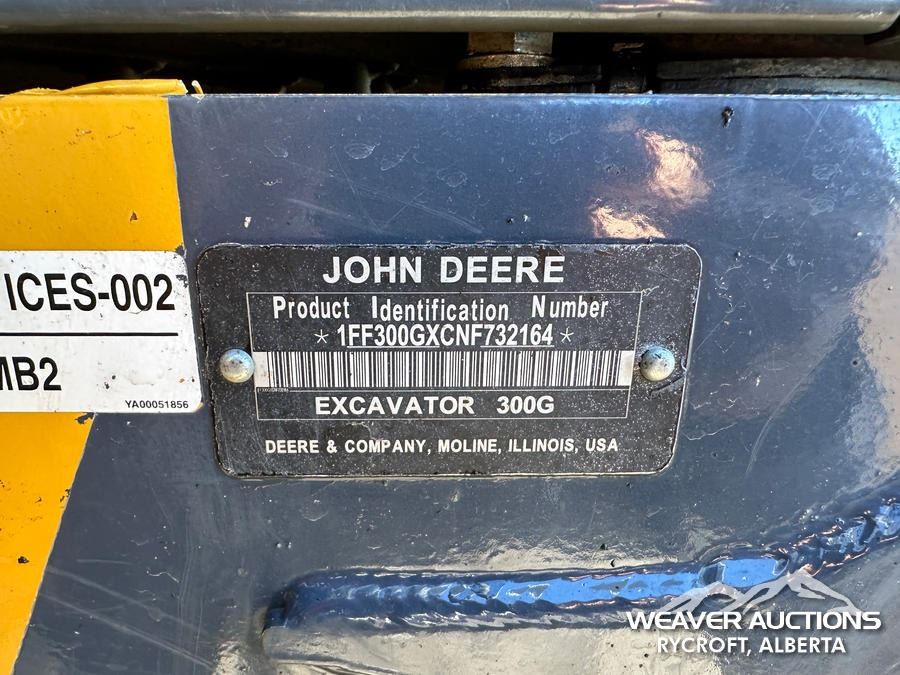 ICES-002
MB2
YA00051856
JOHN DEERE
Product Identification Number
*1FF300GXCNF732164*
EXCAVATOR 300G
DEERE & COMPANY, MOLINE, ILLINOIS, USA
WEAVER AUCTIONS
RYCROFT, ALBERTA